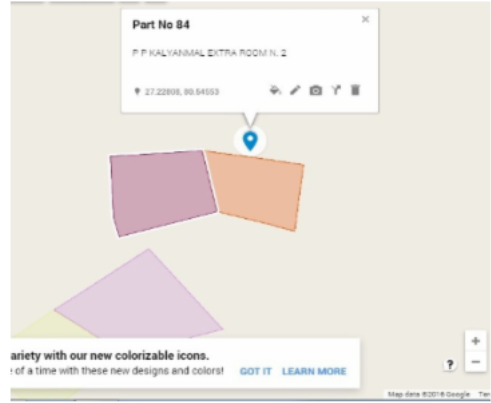 Part No 84
P P KALYANMAL EXTRA ROOM N. 2
27.22808, 80.54553
ariety with our new colorizable icons.
e of a time with these new designs and colors!
GOT IT LEARN MORE
Map data ©2016 Google Ter